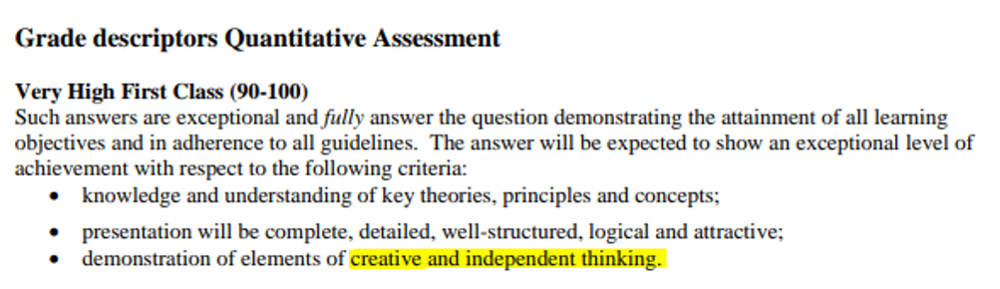 Grade descriptors Quantitative Assessment
Very High First Class (90-100)
Such answers are exceptional and fully answer the question demonstrating the attainment of all learning
objectives and in adherence to all guidelines. The answer will be expected to show an exceptional level of
achievement with respect to the following criteria:
• knowledge and understanding of key theories, principles and concepts;
• presentation will be complete, detailed, well-structured, logical and attractive;
• demonstration of elements of creative and independent thinking.